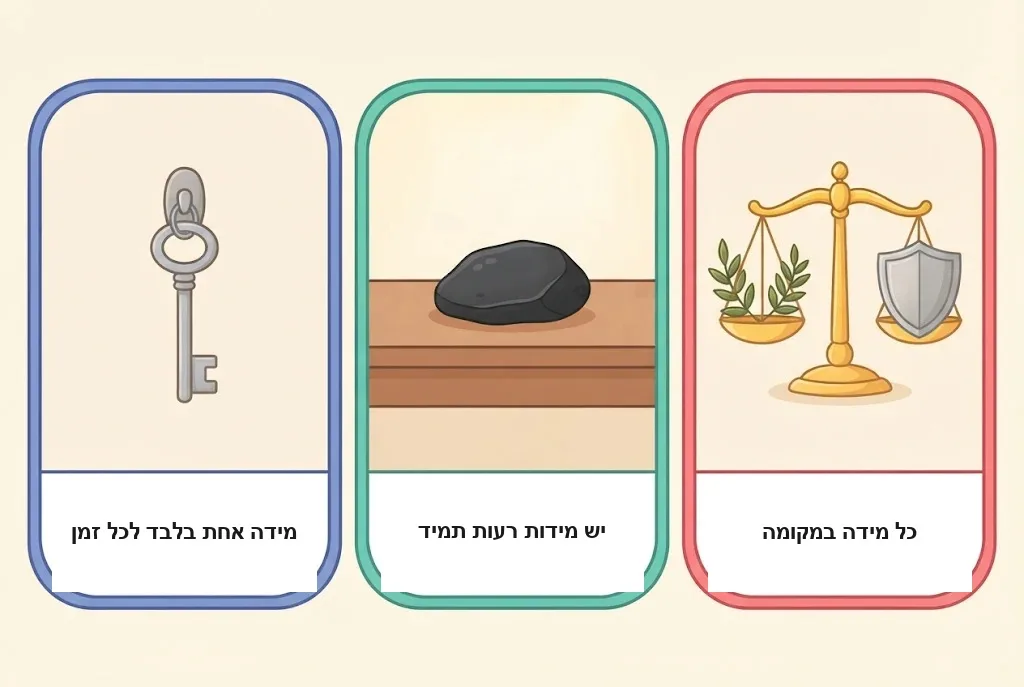 כל מידה במקומה
יש מידות רעות תמיד
מידה אחת בלבד לכל זמן